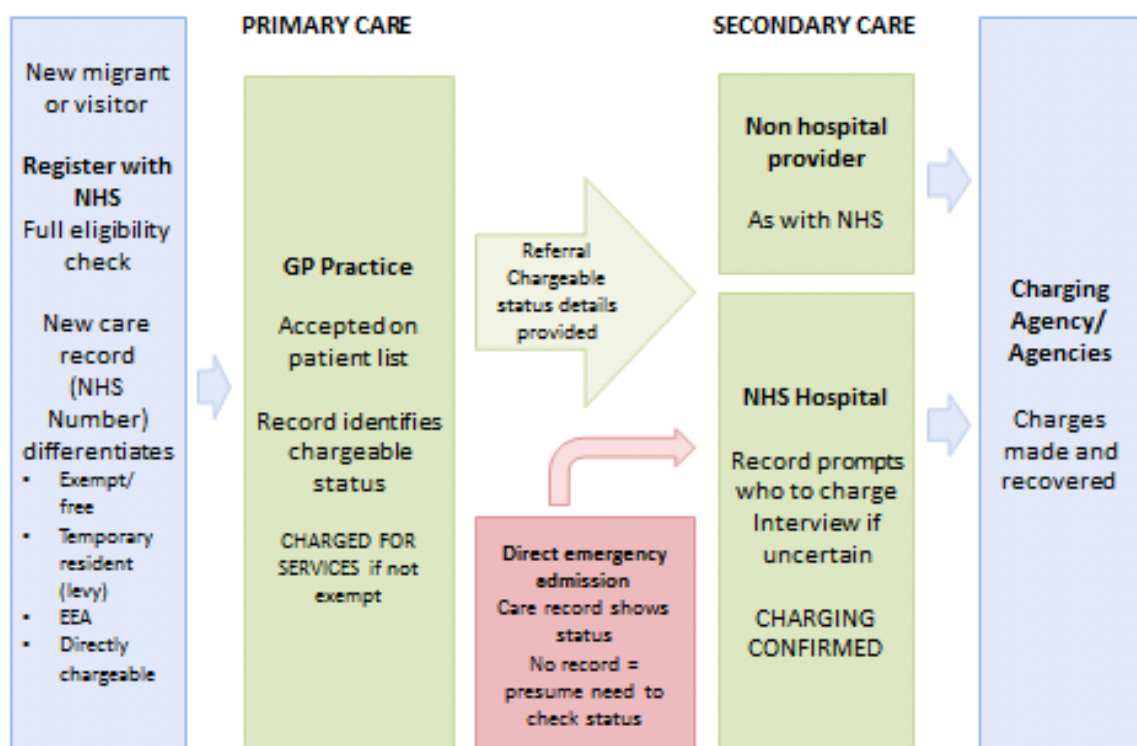 PRIMARY CARE
SECONDARY CARE
New migrant
or visitor
Register with
NHS
Full eligibility
check
New care
record
(NHS
Number)
differentiates
• Exempt/
free
• Temporary
resident
(levy)
• EEA
• Directly
chargeable
GP Practice
Accepted on
patient list
Record identifies
chargeable
status
CHARGED FOR
SERVICES if not
exempt
Referral
Chargeable
status details
provided
Direct emergency
admission
Care record shows
status
No record =
presume need to
check status
Non hospital
provider
As with NHS
NHS Hospital
Record prompts
who to charge
Interview if
uncertain
CHARGING
CONFIRMED
Charging
Agency/
Agencies
Charges
made and
recovered